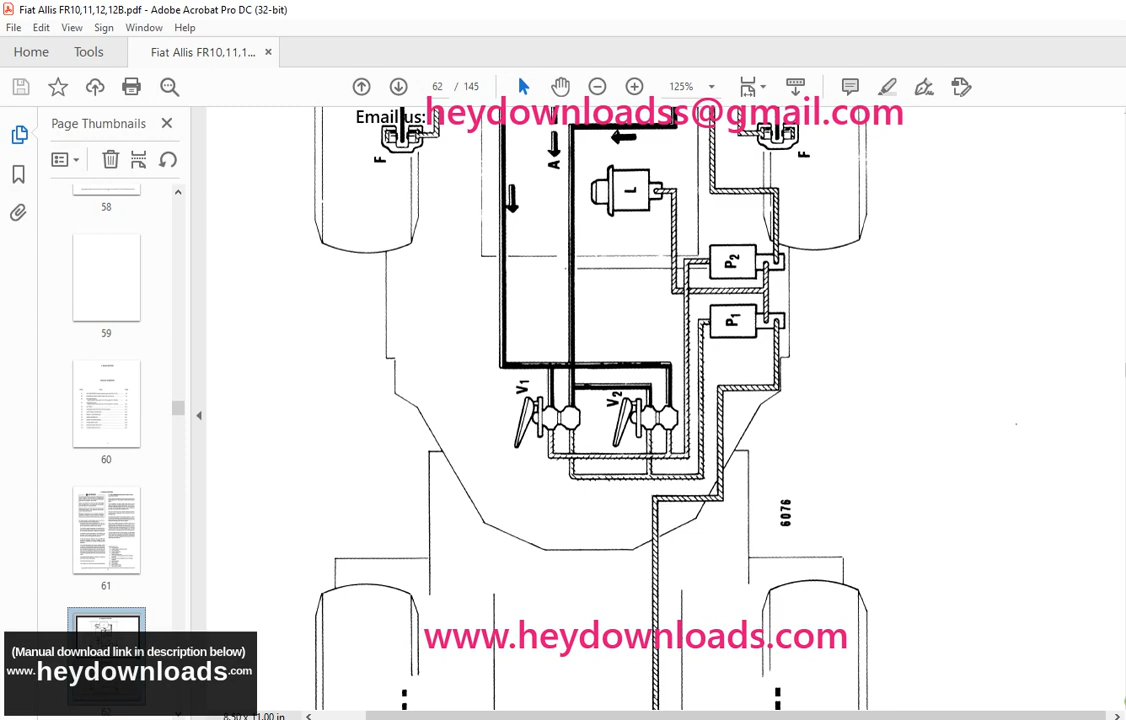 Fiat Allis FR10,11,12,12B.pdf - Adobe Acrobat Pro DC (32-bit)
File Edit View Sign Window Help
Home Tools Fiat Allis FR10,11,1... ×
62 / 145 125%
Page Thumbnails
58
59
60
61
62
Email us:
heydownloadss@gmail.com
F
A
F
L
P2
P1
V1
V2
6076
www.heydownloads.com
(Manual download link in description below)
www.heydownloads.com
8.50 x 11.00 in